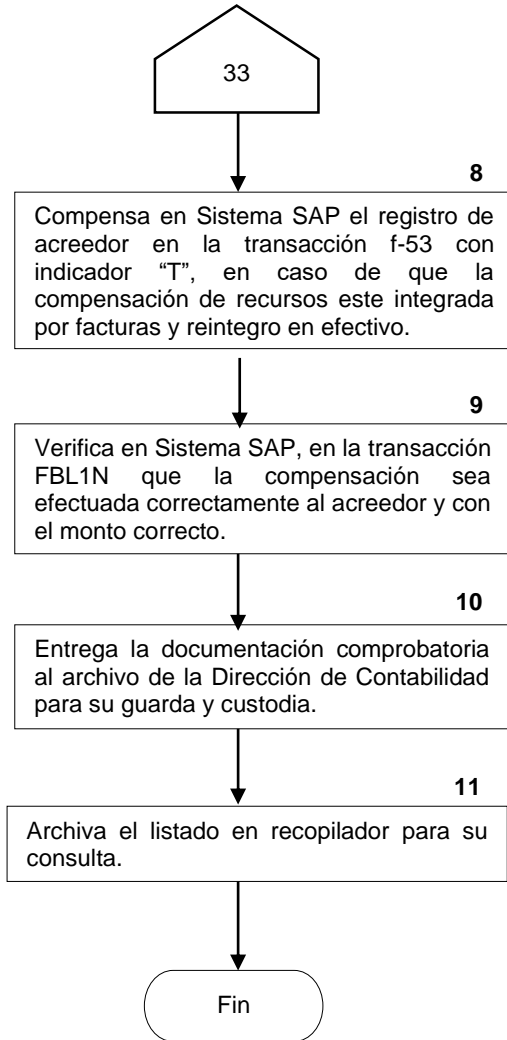 33
8
Compensa en Sistema SAP el registro de
acreedor en la transacción f-53 con
indicador “T”, en caso de que la
compensación de recursos este integrada
por facturas y reintegro en efectivo.
9
Verifica en Sistema SAP, en la transacción
FBL1N que la compensación sea
efectuada correctamente al acreedor y con
el monto correcto.
10
Entrega la documentación comprobatoria
al archivo de la Dirección de Contabilidad
para su guarda y custodia.
11
Archiva el listado en recopilador para su
consulta.
Fin